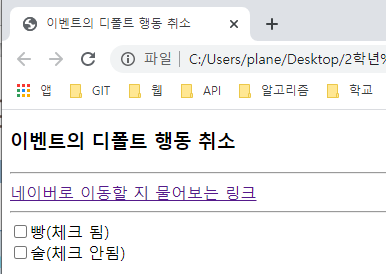 이벤트의 디폴트 행동 취소
파일 | C:/Users/plane/Desktop/2학년
앱 GIT 웹 API 알고리즘 학교
이벤트의 디폴트 행동 취소
네이버로 이동할 지 물어보는 링크
빵(체크 됨)
술(체크 안됨)